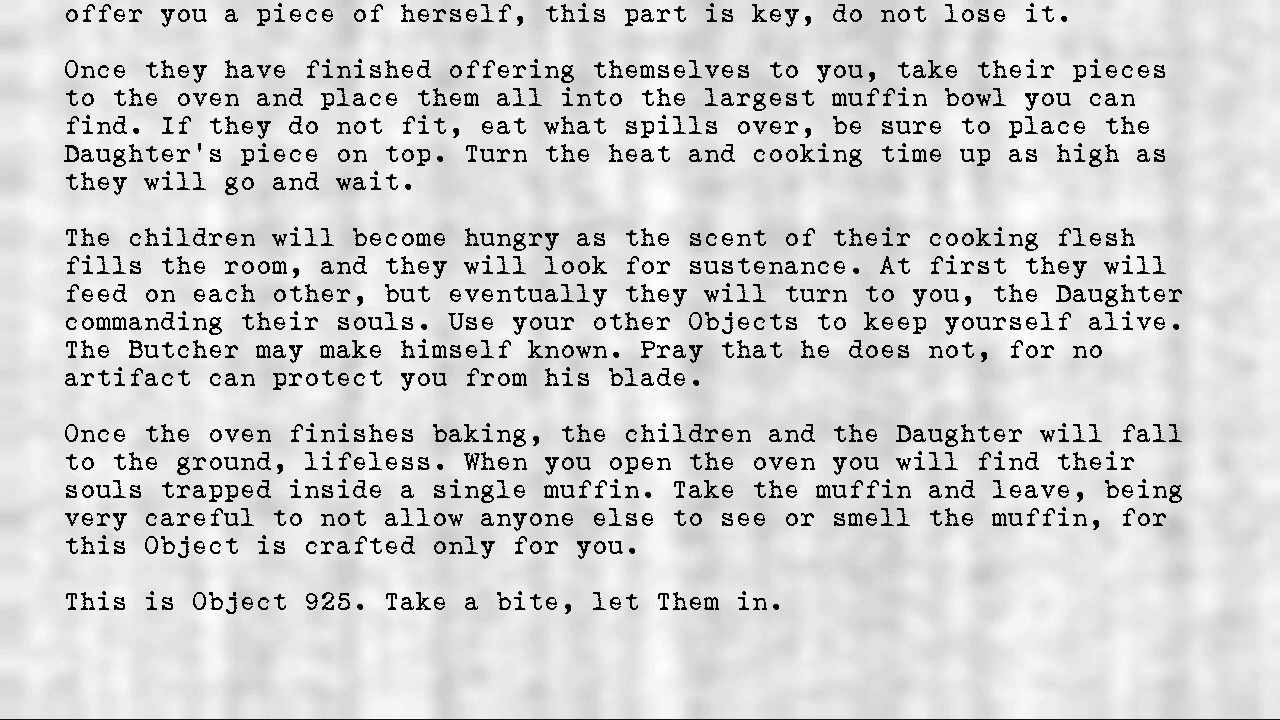 offer you a piece of herself, this part is key, do not lose it.
Once they have finished offering themselves to you, take their pieces
to the oven and place them all into the largest muffin bowl you can
find. If they do not fit, eat what spills over, be sure to place the
Daughter's piece on top. Turn the heat and cooking time up as high as
they will go and wait.
The children will become hungry as the scent of their cooking flesh
fills the room, and they will look for sustenance. At first they will
feed on each other, but eventually they will turn to you, the Daughter
commanding their souls. Use your other Objects to keep yourself alive.
The Butcher may make himself known. Pray that he does not, for no
artifact can protect you from his blade.
Once the oven finishes baking, the children and the Daughter will fall
to the ground, lifeless. When you open the oven you will find their
souls trapped inside a single muffin. Take the muffin and leave, being
very careful to not allow anyone else to see or smell the muffin, for
this Object is crafted only for you.
This is Object 925. Take a bite, let Them in.